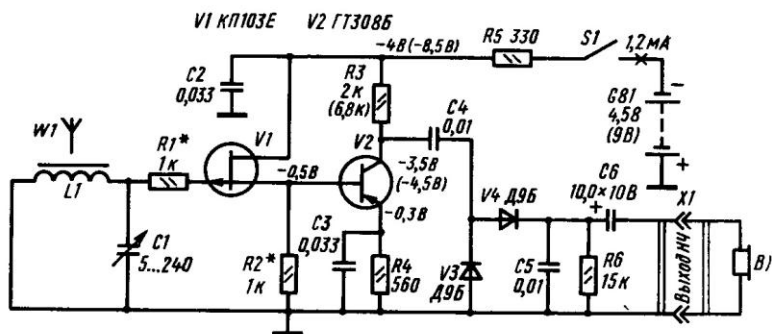 V1 КП103Е V2 ГТ308Б
-4В(-8,5В)
R5 330
S1
1,2мА
C2
0,033
R3
2к
(6,8к)
C4
0,01
GB1
4,5В
(9В)
-
+
W1
L1
R1*
1к
V1
-0,5В
V2
-3,5В
(-4,5В)
-0,3В
V4 Д9Б
C6
10,0×10В
+
X1
C1
5...240
R2*
1к
C3
0,033
R4
560
V3
Д9Б
C5
0,01
R6
15к
Выход НЧ
В)